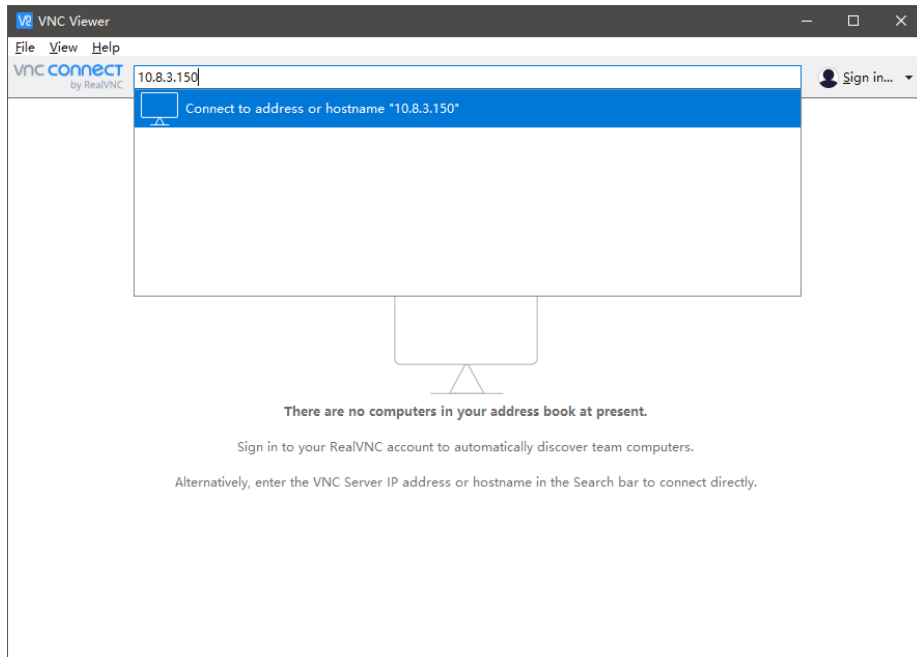 VNC Viewer
File View Help
vnc connect
by RealVNC
10.8.3.150
Sign in...
Connect to address or hostname "10.8.3.150"
There are no computers in your address book at present.
Sign in to your RealVNC account to automatically discover team computers.
Alternatively, enter the VNC Server IP address or hostname in the Search bar to connect directly.